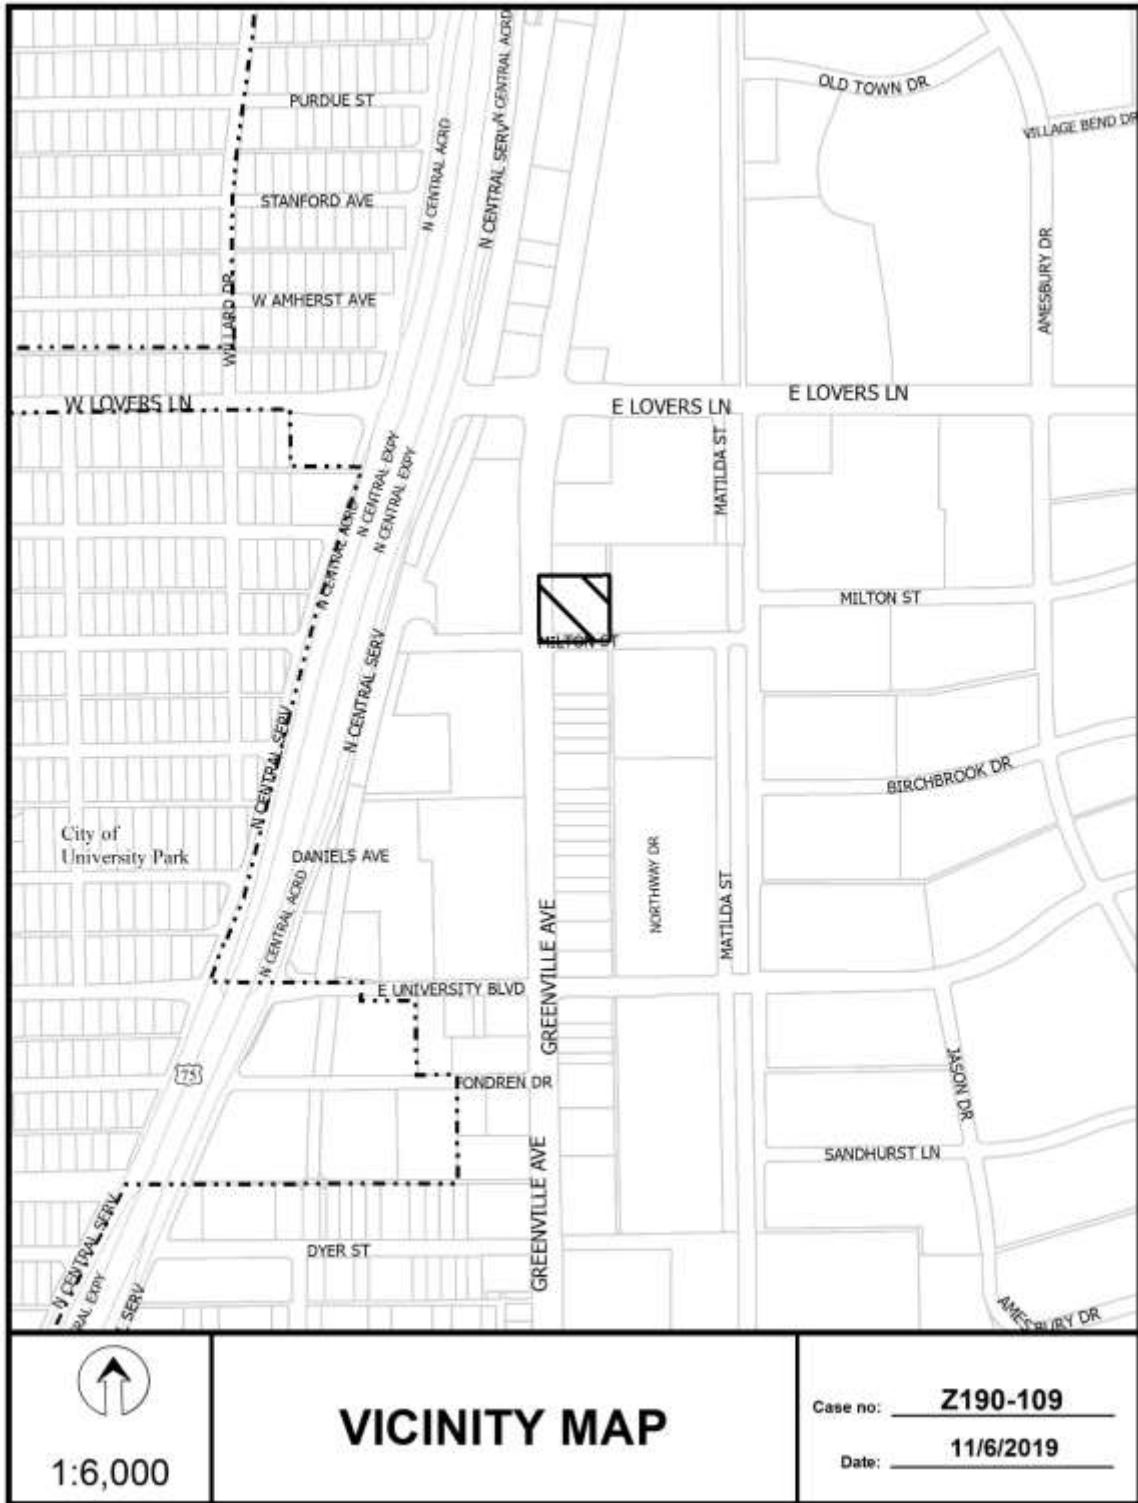 PURDUE ST
STANFORD AVE
W AMHERST AVE
WILLARD DR
N CENTRAL ACRD
N CENTRAL SERV
N CENTRAL ACRD
OLD TOWN DR
VILLAGE BEND DR
AMESBURY DR
W LOVERS LN
E LOVERS LN
E LOVERS LN
N CENTRAL EXPY
N CENTRAL EXPY
N CENTRAL ACRD
MATILDA ST
MILTON ST
MILTON ST
N CENTRAL SERV
N CENTRAL SERV
BIRCHBROOK DR
City of
University Park
DANIELS AVE
N CENTRAL ACRD
NORTHWAY DR
MATILDA ST
GREENVILLE AVE
E UNIVERSITY BLVD
75
FONDREN DR
JASON DR
GREENVILLE AVE
SANDHURST LN
DYER ST
N CENTRAL SERV
RAL EXPY
SERV
AMESBURY DR
1:6,000
VICINITY MAP
Case no: Z190-109
Date: 11/6/2019